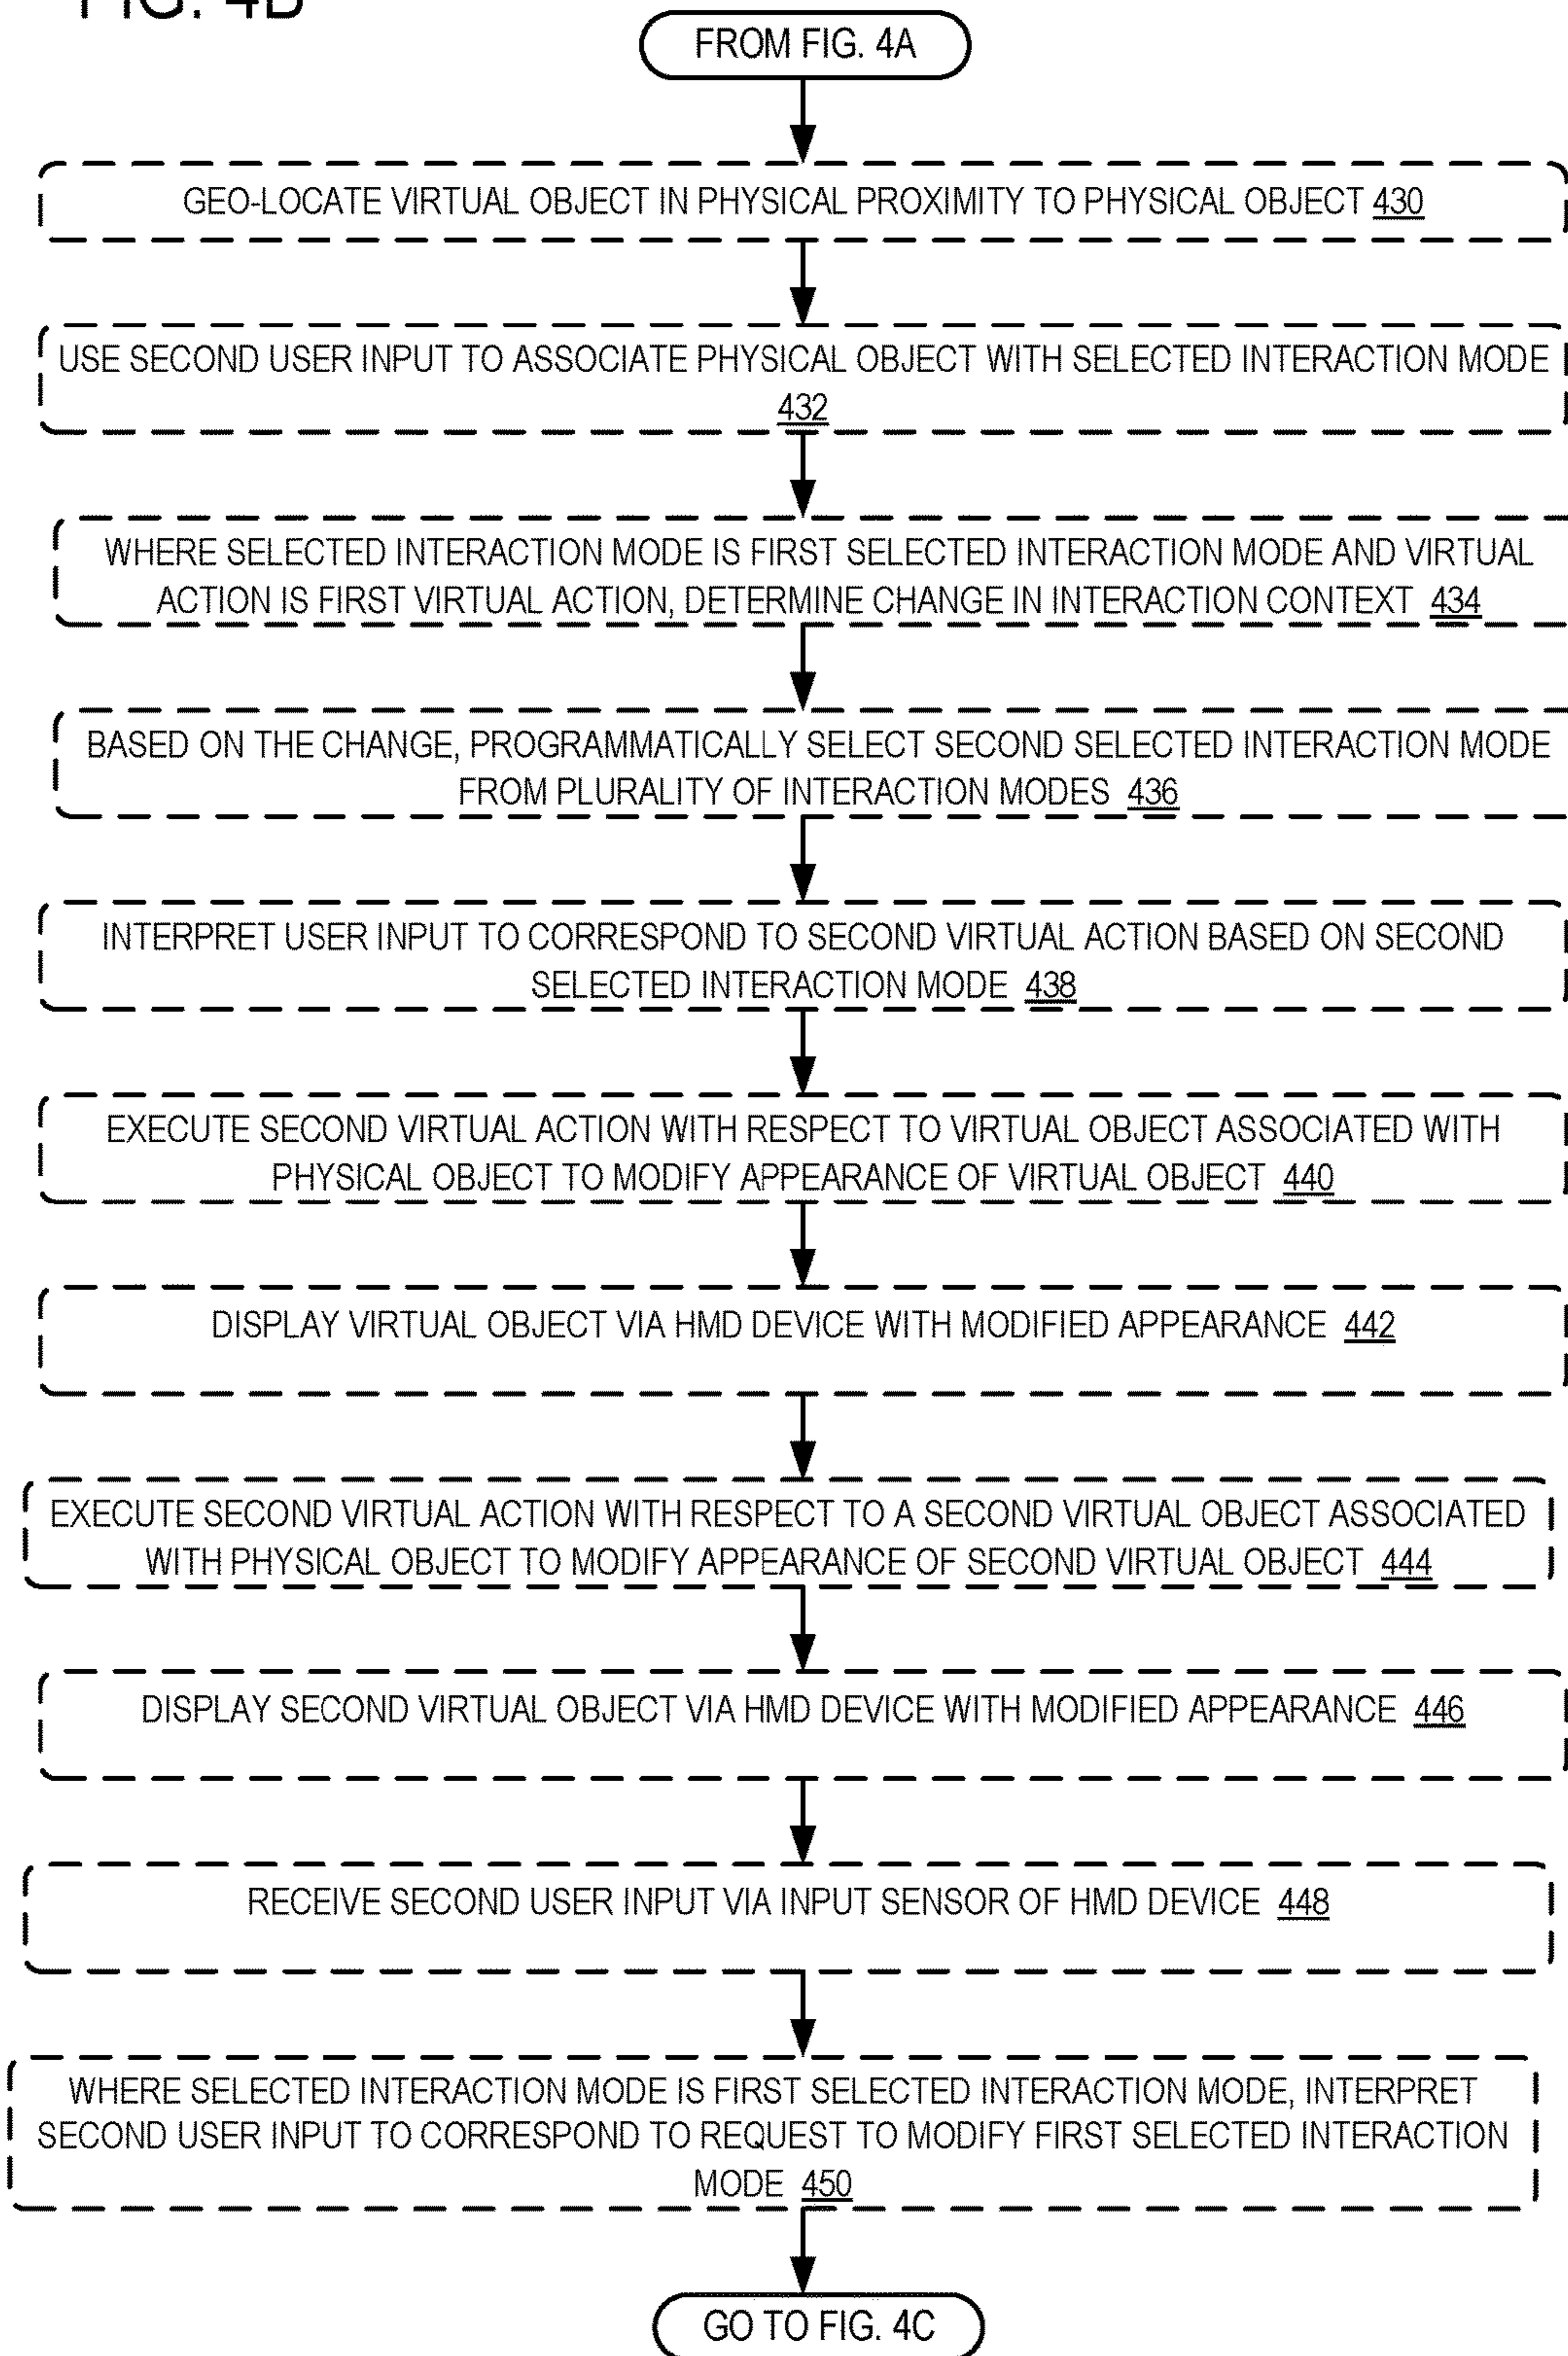 FIG. 4B
FROM FIG. 4A
GEO-LOCATE VIRTUAL OBJECT IN PHYSICAL PROXIMITY TO PHYSICAL OBJECT 430
USE SECOND USER INPUT TO ASSOCIATE PHYSICAL OBJECT WITH SELECTED INTERACTION MODE
432
WHERE SELECTED INTERACTION MODE IS FIRST SELECTED INTERACTION MODE AND VIRTUAL
ACTION IS FIRST VIRTUAL ACTION, DETERMINE CHANGE IN INTERACTION CONTEXT 434
BASED ON THE CHANGE, PROGRAMMATICALLY SELECT SECOND SELECTED INTERACTION MODE
FROM PLURALITY OF INTERACTION MODES 436
INTERPRET USER INPUT TO CORRESPOND TO SECOND VIRTUAL ACTION BASED ON SECOND
SELECTED INTERACTION MODE 438
EXECUTE SECOND VIRTUAL ACTION WITH RESPECT TO VIRTUAL OBJECT ASSOCIATED WITH
PHYSICAL OBJECT TO MODIFY APPEARANCE OF VIRTUAL OBJECT 440
DISPLAY VIRTUAL OBJECT VIA HMD DEVICE WITH MODIFIED APPEARANCE 442
EXECUTE SECOND VIRTUAL ACTION WITH RESPECT TO A SECOND VIRTUAL OBJECT ASSOCIATED
WITH PHYSICAL OBJECT TO MODIFY APPEARANCE OF SECOND VIRTUAL OBJECT 444
DISPLAY SECOND VIRTUAL OBJECT VIA HMD DEVICE WITH MODIFIED APPEARANCE 446
RECEIVE SECOND USER INPUT VIA INPUT SENSOR OF HMD DEVICE 448
WHERE SELECTED INTERACTION MODE IS FIRST SELECTED INTERACTION MODE, INTERPRET
SECOND USER INPUT TO CORRESPOND TO REQUEST TO MODIFY FIRST SELECTED INTERACTION
MODE 450
GO TO FIG. 4C